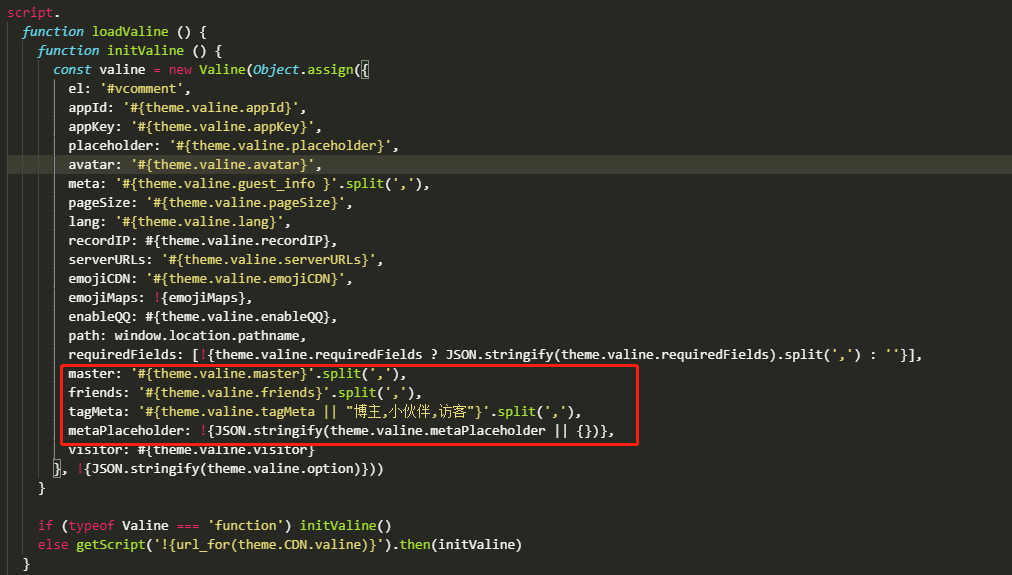 script.
function loadValine () {
function initValine () {
const valine = new Valine(Object.assign({
el: '#vcomment',
appId: '#{theme.valine.appId}',
appKey: '#{theme.valine.appKey}',
placeholder: '#{theme.valine.placeholder}',
avatar: '#{theme.valine.avatar}',
meta: '#{theme.valine.guest_info }'.split(','),
pageSize: '#{theme.valine.pageSize}',
lang: '#{theme.valine.lang}',
recordIP: #{theme.valine.recordIP},
serverURLs: '#{theme.valine.serverURLs}',
emojiCDN: '#{theme.valine.emojiCDN}',
emojiMaps: !{emojiMaps},
enableQQ: #{theme.valine.enableQQ},
path: window.location.pathname,
requiredFields: [!{theme.valine.requiredFields ? JSON.stringify(theme.valine.requiredFields).split(',') : ''}],
master: '#{theme.valine.master}'.split(','),
friends: '#{theme.valine.friends}'.split(','),
tagMeta: '#{theme.valine.tagMeta || "博主,小伙伴,访客"}'.split(','),
metaPlaceholder: !{JSON.stringify(theme.valine.metaPlaceholder || {})},
visitor: #{theme.valine.visitor}
}, !{JSON.stringify(theme.valine.option)}))
}
if (typeof Valine === 'function') initValine()
else getScript('!{url_for(theme.CDN.valine)}').then(initValine)
}